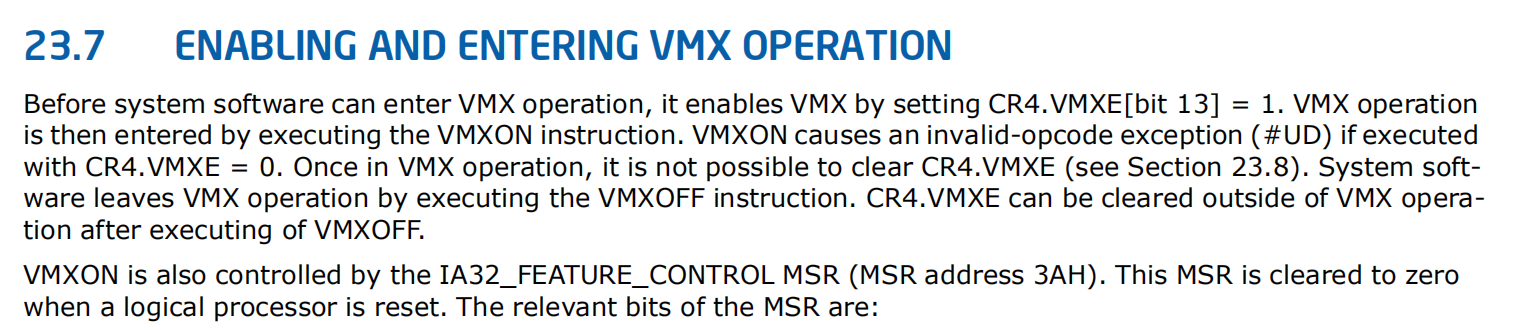 23.7 ENABLING AND ENTERING VMX OPERATION
Before system software can enter VMX operation, it enables VMX by setting CR4.VMXE[bit 13] = 1. VMX operation
is then entered by executing the VMXON instruction. VMXON causes an invalid-opcode exception (#UD) if executed
with CR4.VMXE = 0. Once in VMX operation, it is not possible to clear CR4.VMXE (see Section 23.8). System soft-
ware leaves VMX operation by executing the VMXOFF instruction. CR4.VMXE can be cleared outside of VMX opera-
tion after executing of VMXOFF.
VMXON is also controlled by the IA32_FEATURE_CONTROL MSR (MSR address 3AH). This MSR is cleared to zero
when a logical processor is reset. The relevant bits of the MSR are: